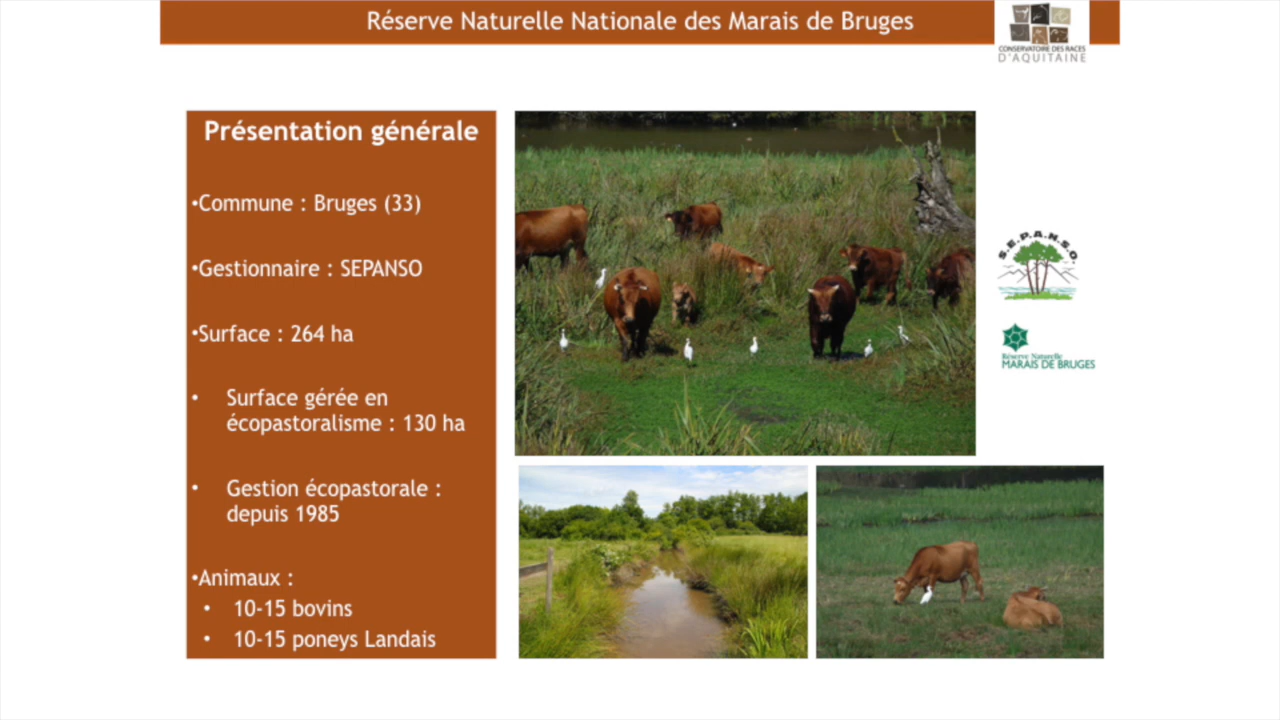 Réserve Naturelle Nationale des Marais de Bruges
CONSERVATOIRE DES RACES
D'AQUITAINE
Présentation générale
•Commune : Bruges (33)
•Gestionnaire : SEPANSO
•Surface : 264 ha
• Surface gérée en
écopastoralisme : 130 ha
• Gestion écopastorale :
depuis 1985
•Animaux :
• 10-15 bovins
• 10-15 poneys Landais
S.E.P.A.N.S.O.
Réserve Naturelle
MARAIS DE BRUGES